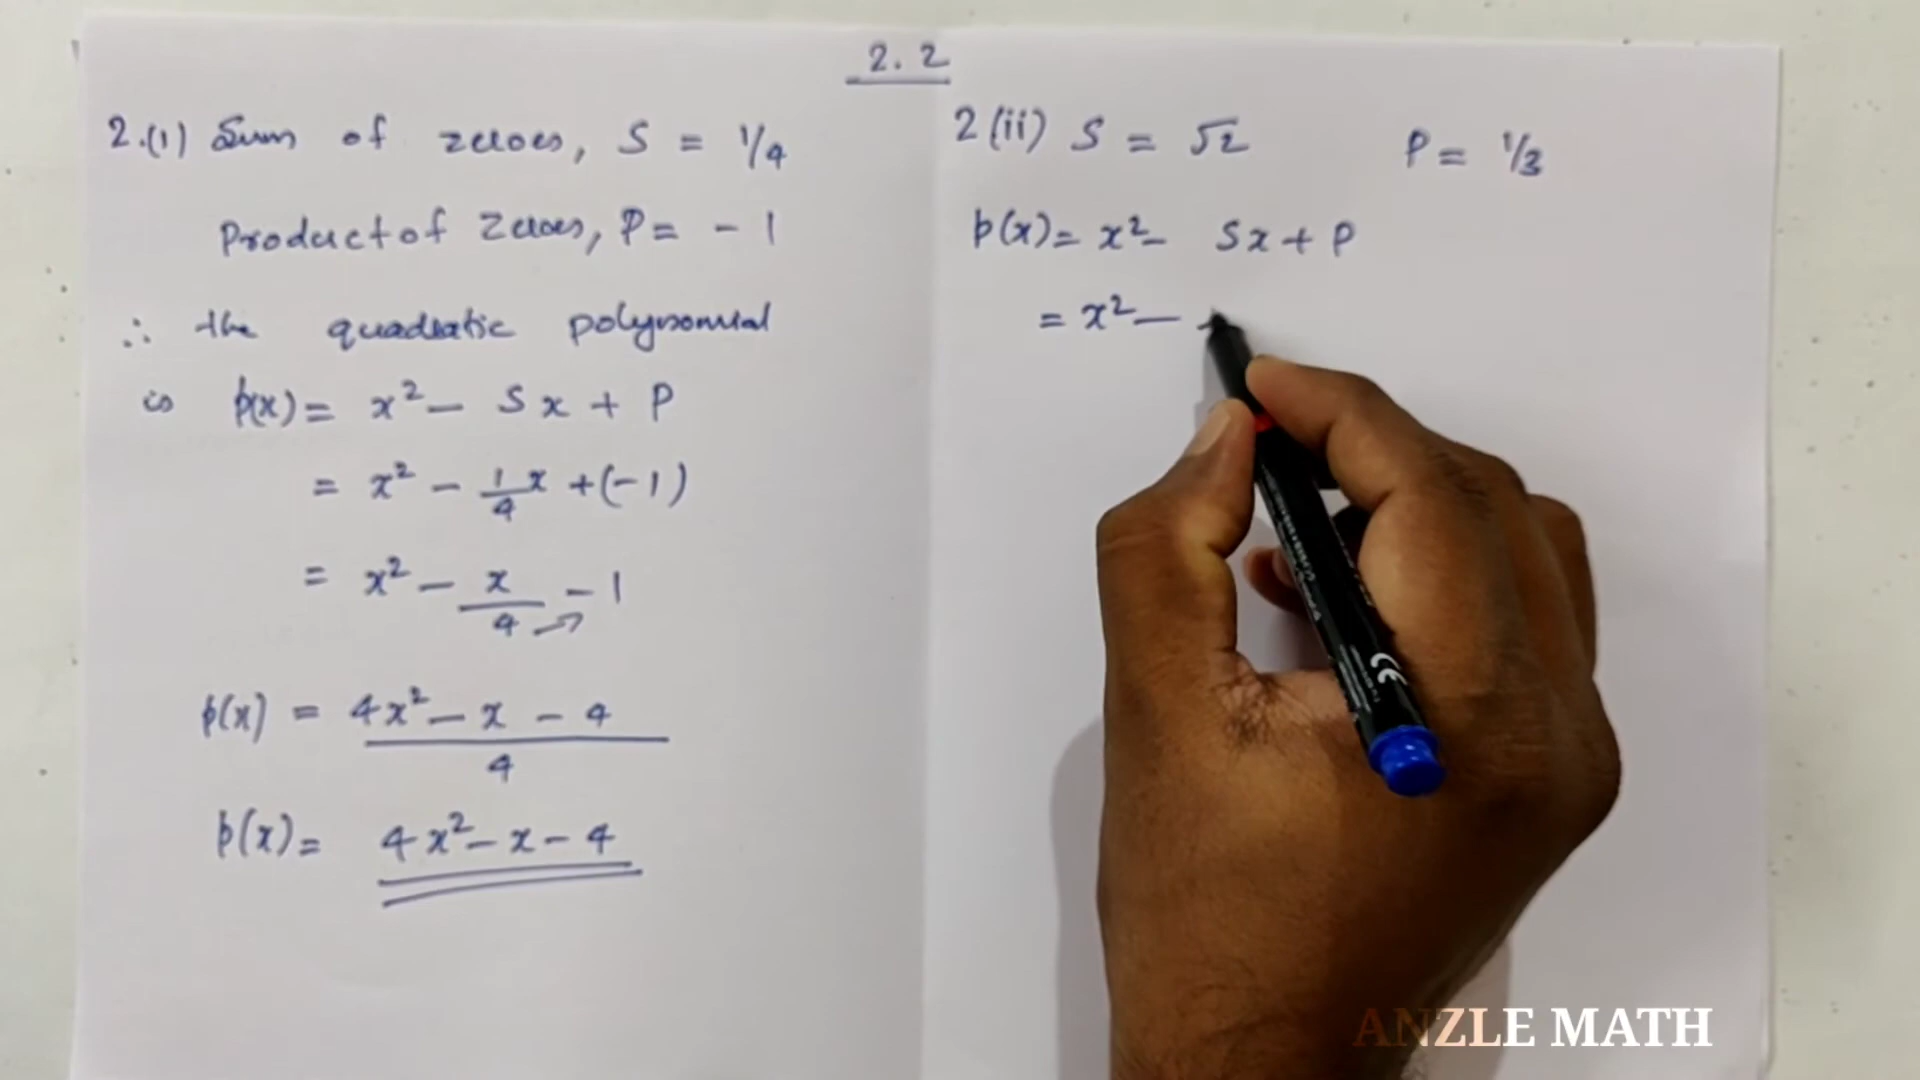 2.2
2.(1) Sum of zeroes, S = 1/4
Product of zeroes, P = - 1
∴ the quadratic polynomial
is p(x) = x² - Sx + P
= x² - 1/4 x + (-1)
= x² - x/4 - 1
p(x) = 4x² - x - 4 / 4
p(x) = 4x² - x - 4
2(ii) S = √2 P = 1/3
p(x) = x² - Sx + P
= x² -
CE
ANZLE MATH